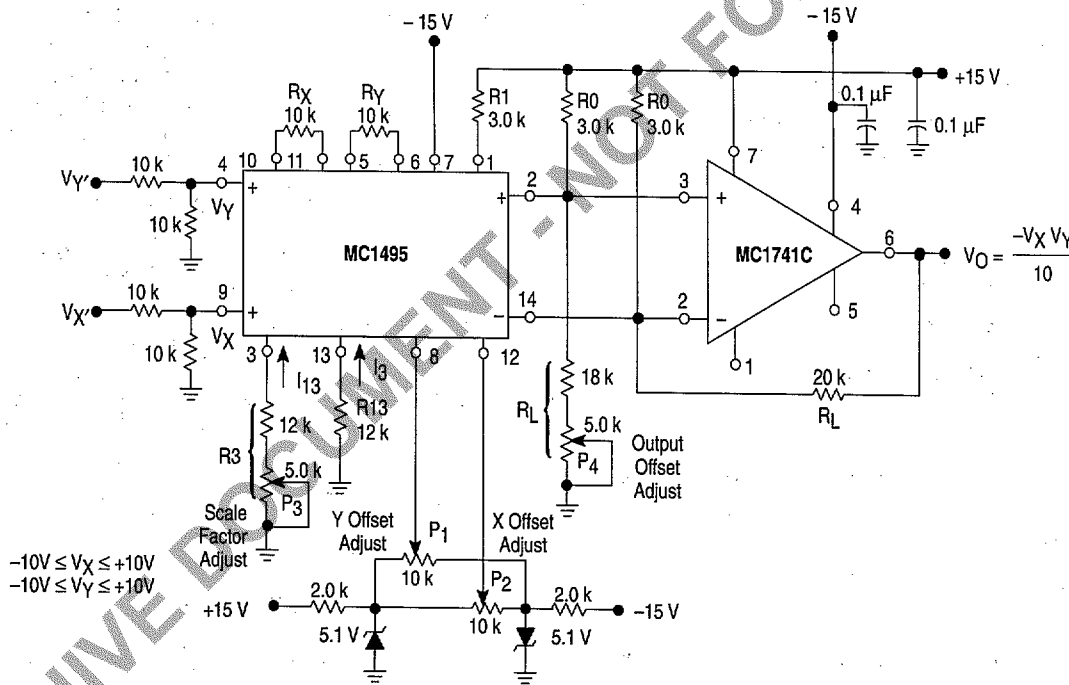 – 15 V
– 15 V
+15 V
RX
10 k
RY
10 k
R1
3.0 k
R0
3.0 k
R0
3.0 k
0.1 µF
0.1 µF
10 11 5 6 7 1
VY'
10 k
4
+
VY
10 k
MC1495
2
+
3
+
7
4
MC1741C
6
VO = –VX VY
10
VX'
10 k
9
+
VX
10 k
14
–
2
–
5
1
3
I13
13
I3
8
12
R3
12 k
R13
12 k
5.0 k
P3
Scale
Factor
Adjust
RL
18 k
5.0 k
P4
Output
Offset
Adjust
20 k
RL
Y Offset
Adjust
P1
10 k
X Offset
Adjust
P2
10 k
–10V ≤ VX ≤ +10V
–10V ≤ VY ≤ +10V
+15 V
2.0 k
2.0 k
–15 V
5.1 V
5.1 V
HIVE DOCUMENT - NOT FO